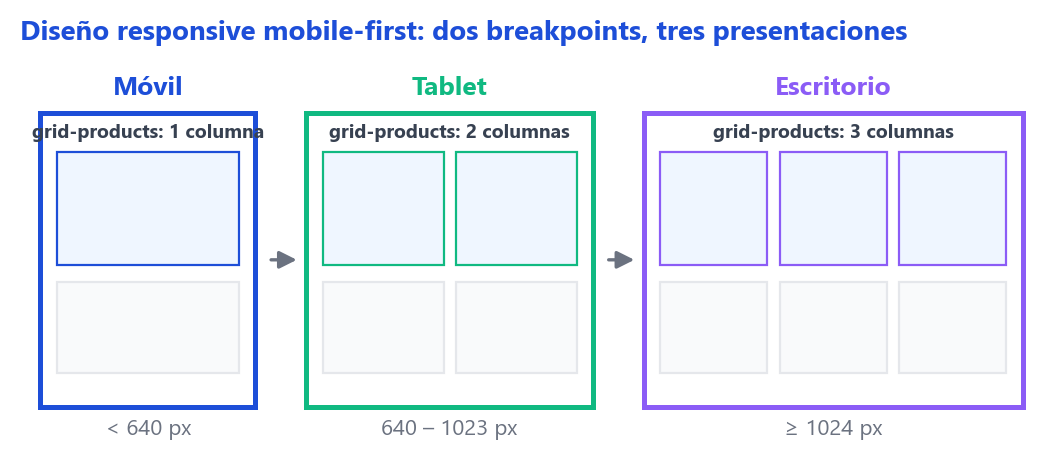 Diseño responsive mobile-first: dos breakpoints, tres presentaciones
Móvil
Tablet
Escritorio
grid-products: 1 columna
grid-products: 2 columnas
grid-products: 3 columnas
< 640 px
640 – 1023 px
≥ 1024 px